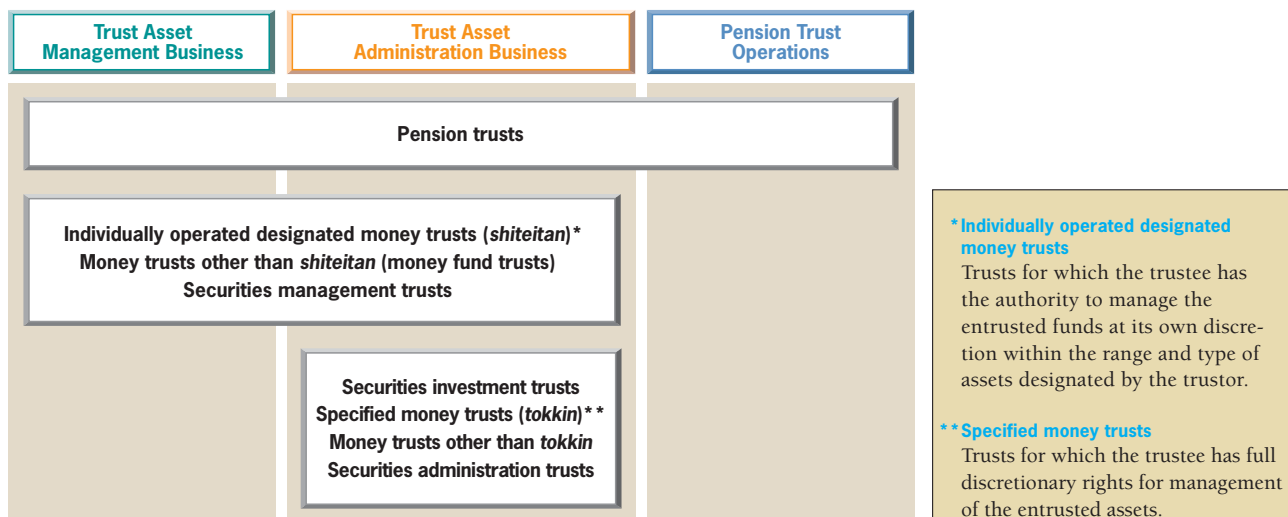 Trust Asset
Management Business
Trust Asset
Administration Business
Pension Trust
Operations
Pension trusts
Individually operated designated money trusts (shiteitan)*
Money trusts other than shiteitan (money fund trusts)
Securities management trusts
Securities investment trusts
Specified money trusts (tokkin)**
Money trusts other than tokkin
Securities administration trusts
*Individually operated designated
money trusts
Trusts for which the trustee has
the authority to manage the
entrusted funds at its own discre-
tion within the range and type of
assets designated by the trustor.
**Specified money trusts
Trusts for which the trustee has full
discretionary rights for management
of the entrusted assets.